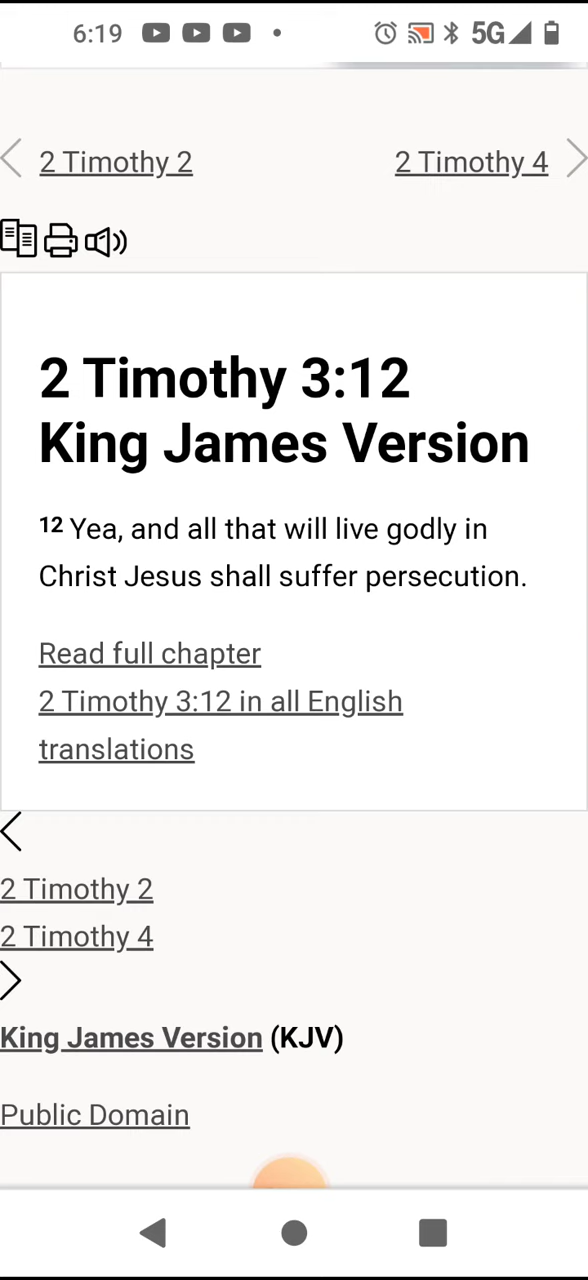 6:19 5G
2 Timothy 2 2 Timothy 4
2 Timothy 3:12
King James Version
12 Yea, and all that will live godly in
Christ Jesus shall suffer persecution.
Read full chapter
2 Timothy 3:12 in all English
translations
2 Timothy 2
2 Timothy 4
King James Version (KJV)
Public Domain